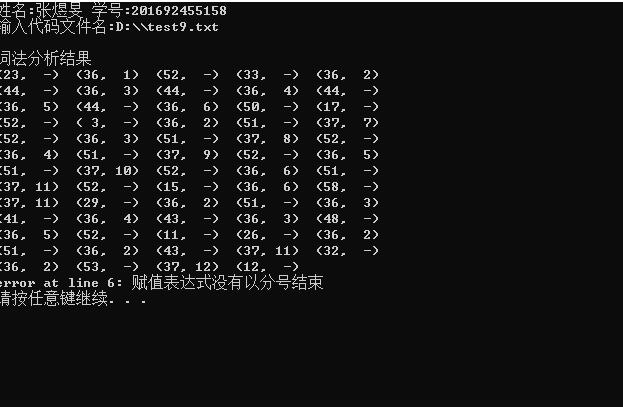 姓名:张煜旻 学号:201692455158
输入代码文件名:D:\\test9.txt
词法分析结果
(23,  -)  (36,  1)  (52,  -)  (33,  -)  (36,  2)
(44,  -)  (36,  3)  (44,  -)  (36,  4)  (44,  -)
(36,  5)  (44,  -)  (36,  6)  (50,  -)  (17,  -)
(52,  -)  ( 3,  -)  (36,  2)  (51,  -)  (37,  7)
(52,  -)  (36,  3)  (51,  -)  (37,  8)  (52,  -)
(36,  4)  (51,  -)  (37,  9)  (52,  -)  (36,  5)
(51,  -)  (37, 10)  (52,  -)  (36,  6)  (51,  -)
(37, 11)  (52,  -)  (15,  -)  (36,  6)  (58,  -)
(37, 11)  (29,  -)  (36,  2)  (51,  -)  (36,  3)
(41,  -)  (36,  4)  (43,  -)  (36,  3)  (48,  -)
(36,  5)  (52,  -)  (11,  -)  (26,  -)  (36,  2)
(51,  -)  (36,  2)  (43,  -)  (37, 11)  (32,  -)
(36,  2)  (53,  -)  (37, 12)  (12,  -)
error at line 6: 赋值表达式没有以分号结束
请按任意键继续. . .